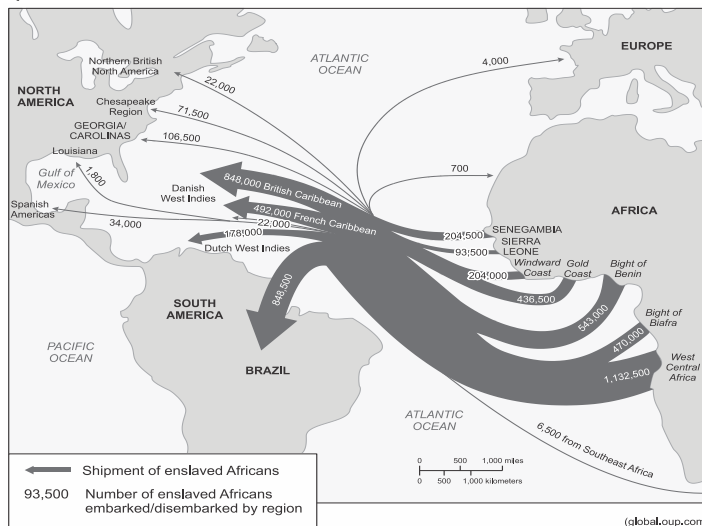 ATLANTIC
OCEAN
EUROPE
4,000
Northern British
North America
22,000
NORTH
AMERICA
Chesapeake
Region
71,500
GEORGIA/
CAROLINAS
106,500
Louisiana
1,800
Gulf of
Mexico
700
848,000 British Caribbean
Danish
West Indies
492,000 French Caribbean
Spanish
Americas
34,000
22,000
178,000
Dutch West Indies
AFRICA
204,500
SENEGAMBIA
93,500
SIERRA
LEONE
Windward
Coast
204,000
Gold
Coast
436,500
Bight of
Benin
543,000
Bight of
Biafra
470,000
West
Central
Africa
1,132,500
SOUTH
AMERICA
848,500
BRAZIL
PACIFIC
OCEAN
ATLANTIC
OCEAN
6,500 from Southeast Africa
0 500 1,000 miles
0 500 1,000 kilometers
Shipment of enslaved Africans
93,500 Number of enslaved Africans
embarked/disembarked by region
(global.oup.com